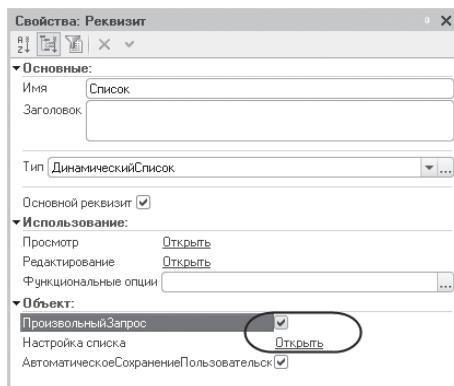 Свойства: Реквизит
Основные:
Имя Список
Заголовок
Тип ДинамическийСписок
Основной реквизит
Использование:
Просмотр Открыть
Редактирование Открыть
Функциональные опции
Объект:
ПроизвольныйЗапрос
Настройка списка Открыть
АвтоматическоеСохранениеПользовательск